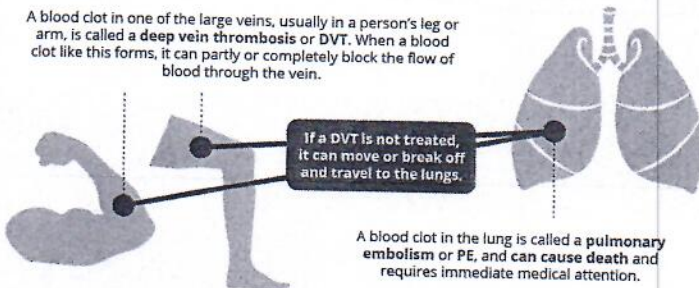 A blood clot in one of the large veins, usually in a person's leg or
arm, is called a deep vein thrombosis or DVT. When a blood
clot like this forms, it can partly or completely block the flow of
blood through the vein.
If a DVT is not treated,
it can move or break off
and travel to the lungs.
A blood clot in the lung is called a pulmonary
embolism or PE, and can cause death and
requires immediate medical attention.